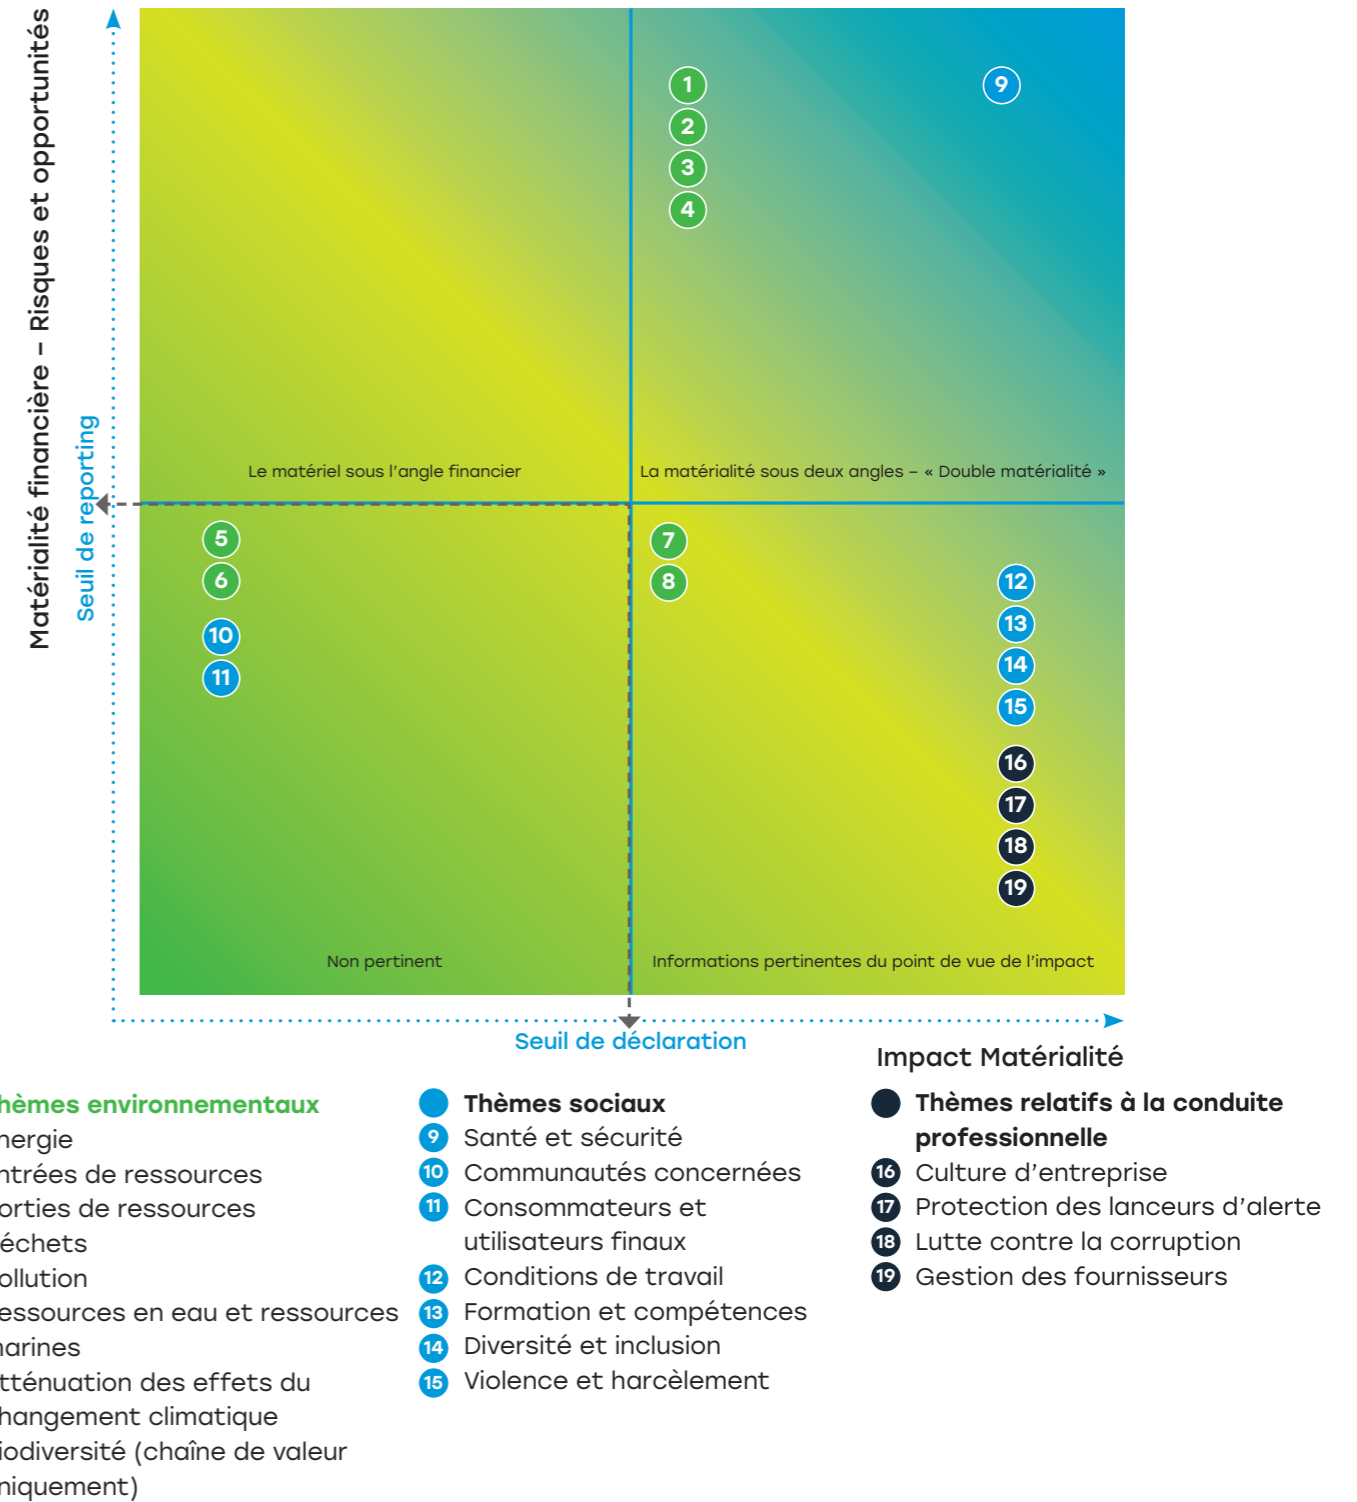 Matérialité financière – Risques et opportunités
Seuil de reporting
1
9
2
3
4
Le matériel sous l'angle financier
La matérialité sous deux angles – « Double matérialité »
5
7
6
8
12
10
13
11
14
15
16
17
18
19
Non pertinent
Informations pertinentes du point de vue de l'impact
Seuil de déclaration
Impact Matérialité
hèmes environnementaux
nergie
ntrées de ressources
orties de ressources
échets
ollution
essources en eau et ressources
arines
tténuation des effets du
hangement climatique
iodiversité (chaîne de valeur
niquement)
Thèmes sociaux
9 Santé et sécurité
10 Communautés concernées
11 Consommateurs et
utilisateurs finaux
12 Conditions de travail
13 Formation et compétences
14 Diversité et inclusion
15 Violence et harcèlement
Thèmes relatifs à la conduite
professionnelle
16 Culture d'entreprise
17 Protection des lanceurs d'alerte
18 Lutte contre la corruption
19 Gestion des fournisseurs